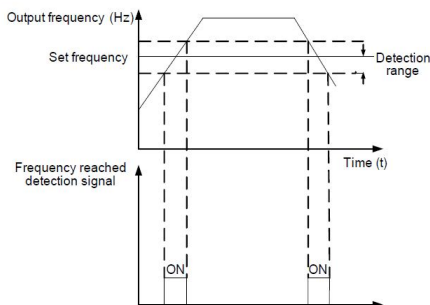 Output frequency (Hz)
Set frequency
Detection
range
Time (t)
Frequency reached
detection signal
ON
ON